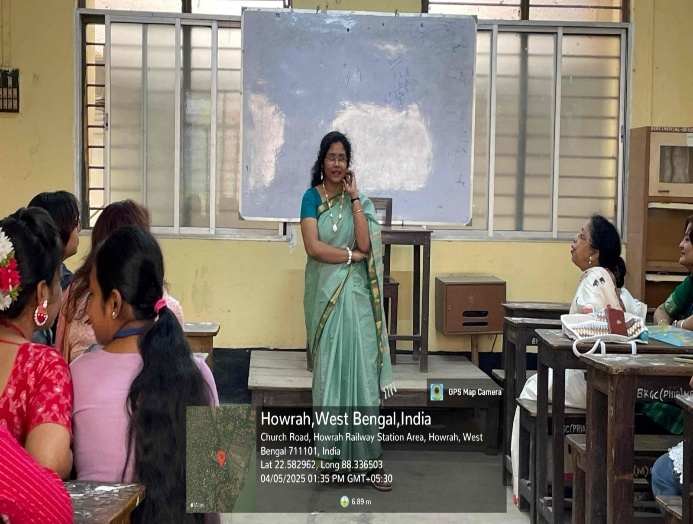 GPS Map Camera
Howrah,West Bengal,India
Church Road, Howrah Railway Station Area, Howrah, West
Bengal 711101, India
Lat 22.582962, Long 88.336503
04/05/2025 01:35 PM GMT+05:30
6.89 m